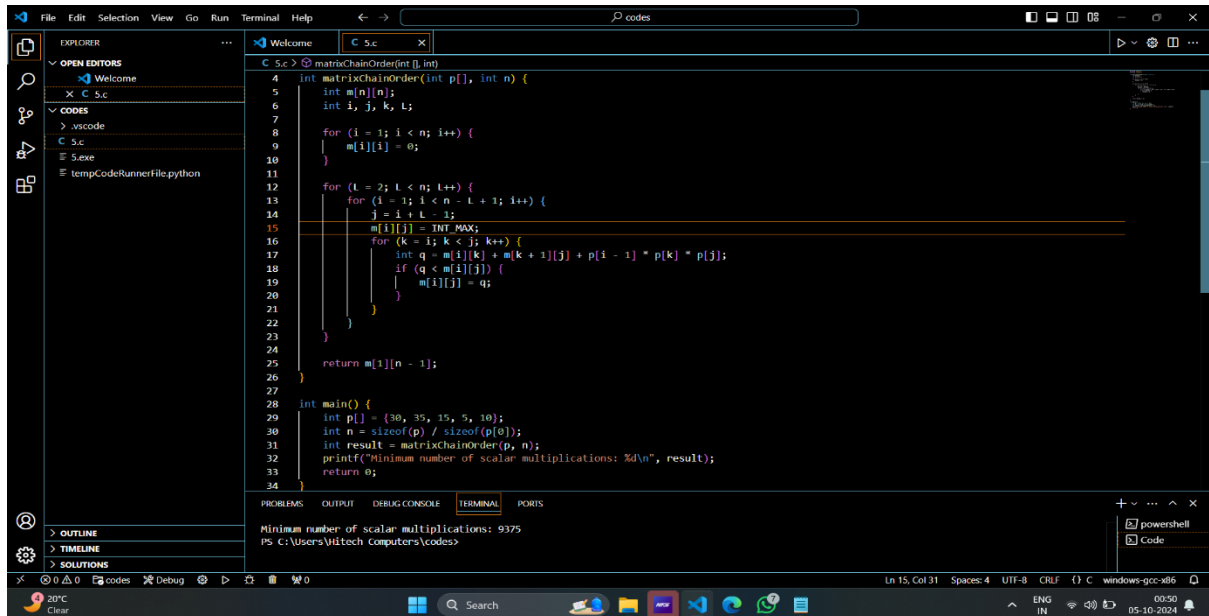 File Edit Selection View Go Run Terminal Help
codes
EXPLORER
OPEN EDITORS
Welcome
C 5.c
CODES
.vscode
C 5.c
5.exe
tempCodeRunnerFile.python
OUTLINE
TIMELINE
SOLUTIONS
Welcome C 5.c
C 5.c > matrixChainOrder(int [], int)
4 int matrixChainOrder(int p[], int n) {
5 int m[n][n];
6 int i, j, k, L;
7
8 for (i = 1; i < n; i++) {
9 m[i][i] = 0;
10 }
11
12 for (L = 2; L < n; L++) {
13 for (i = 1; i < n - L + 1; i++) {
14 j = i + L - 1;
15 m[i][j] = INT_MAX;
16 for (k = i; k < j; k++) {
17 int q = m[i][k] + m[k + 1][j] + p[i - 1] * p[k] * p[j];
18 if (q < m[i][j]) {
19 m[i][j] = q;
20 }
21 }
22 }
23 }
24
25 return m[1][n - 1];
26 }
27
28 int main() {
29 int p[] = {30, 35, 15, 5, 10};
30 int n = sizeof(p) / sizeof(p[0]);
31 int result = matrixChainOrder(p, n);
32 printf("Minimum number of scalar multiplications: %d\n", result);
33 return 0;
34 }
PROBLEMS OUTPUT DEBUG CONSOLE TERMINAL PORTS
Minimum number of scalar multiplications: 9375
PS C:\Users\Hitech Computers\codes>
powershell
Code
0 0 codes Debug 0
Ln 15, Col 31 Spaces: 4 UTF-8 CRLF {} C windows-gcc-x86
4
20°C
Clear
Search
ENG
IN
00:50
05-10-2024